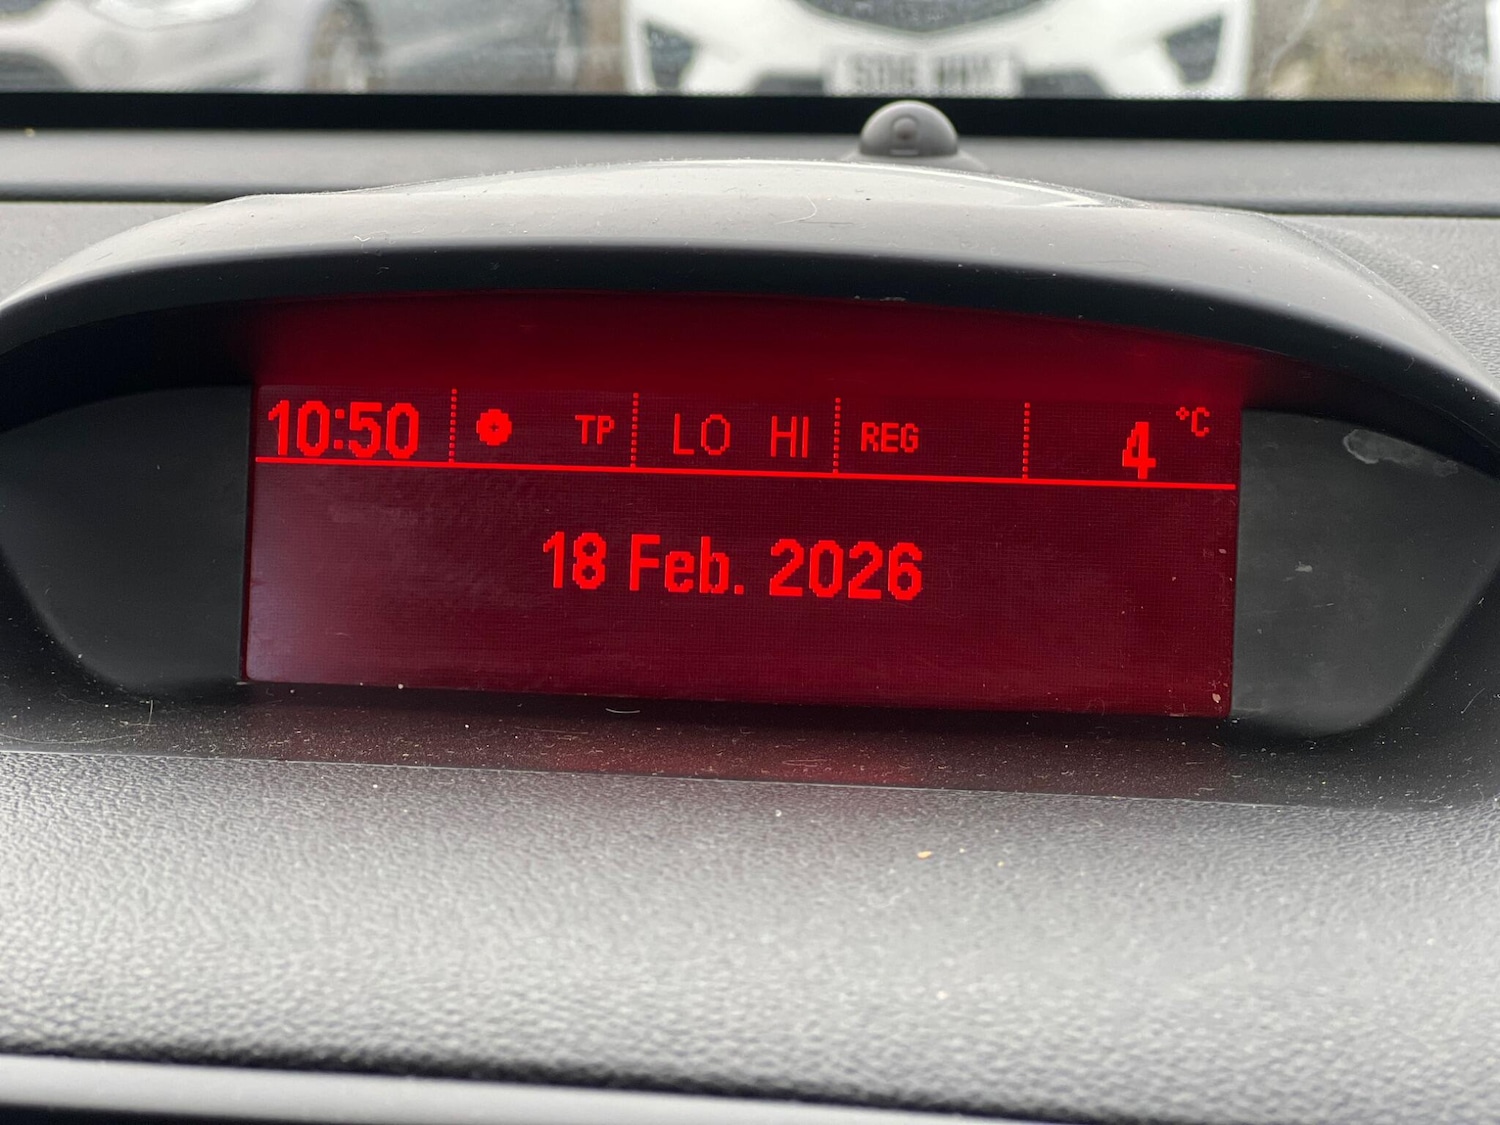 10:50 TP LO HI REG 4 °C
18 Feb. 2026